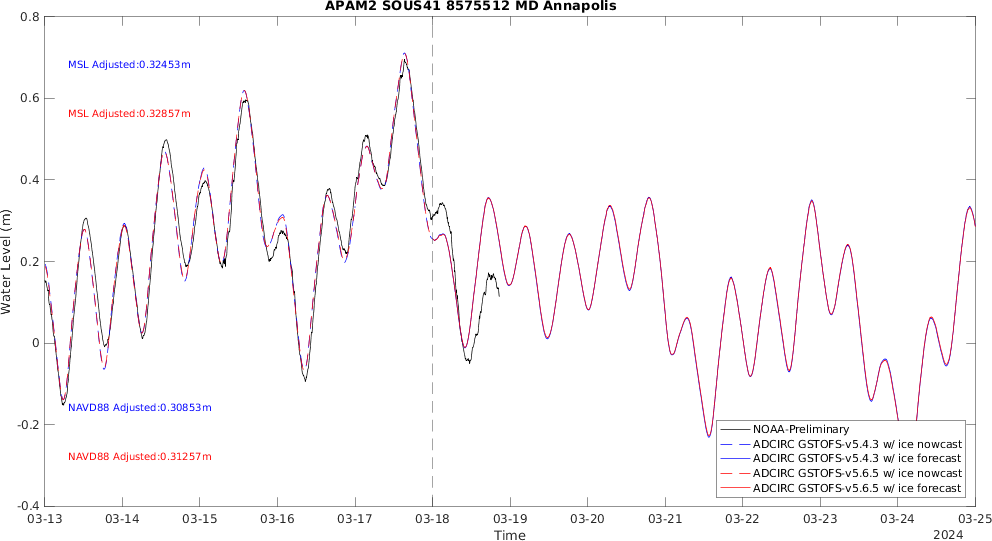 APAM2 SOUS41 8575512 MD Annapolis
0.8
0.6
0.4
0.2
0
-0.2
-0.4
Water Level (m)
MSL Adjusted:0.32453m
MSL Adjusted:0.32857m
NAVD88 Adjusted:0.30853m
NAVD88 Adjusted:0.31257m
NOAA-Preliminary
ADCIRC GSTOFS-v5.4.3 w/ ice nowcast
ADCIRC GSTOFS-v5.4.3 w/ ice forecast
ADCIRC GSTOFS-v5.6.5 w/ ice nowcast
ADCIRC GSTOFS-v5.6.5 w/ ice forecast
03-13 03-14 03-15 03-16 03-17 03-18 03-19 03-20 03-21 03-22 03-23 03-24 03-25
Time
2024